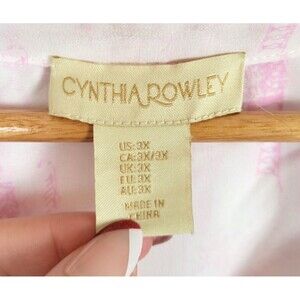 CYNTHIA ROWLEY
US: 3X
CA: 3X/3X
UK: 3X
EU: 3X
AU: 3X
MADE IN
CHINA